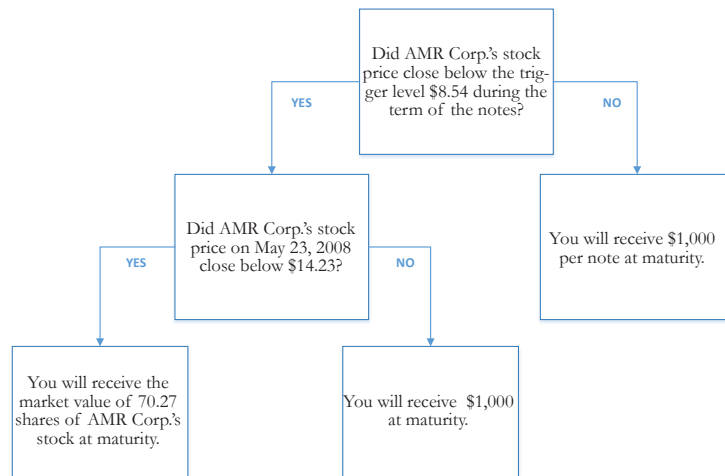 Did AMR Corp.'s stock
price close below the trig-
ger level $8.54 during the
term of the notes?
YES
NO
Did AMR Corp.'s stock
price on May 23, 2008
close below $14.23?
You will receive $1,000
per note at maturity.
YES
NO
You will receive the
market value of 70.27
shares of AMR Corp.'s
stock at maturity.
You will receive $1,000
at maturity.